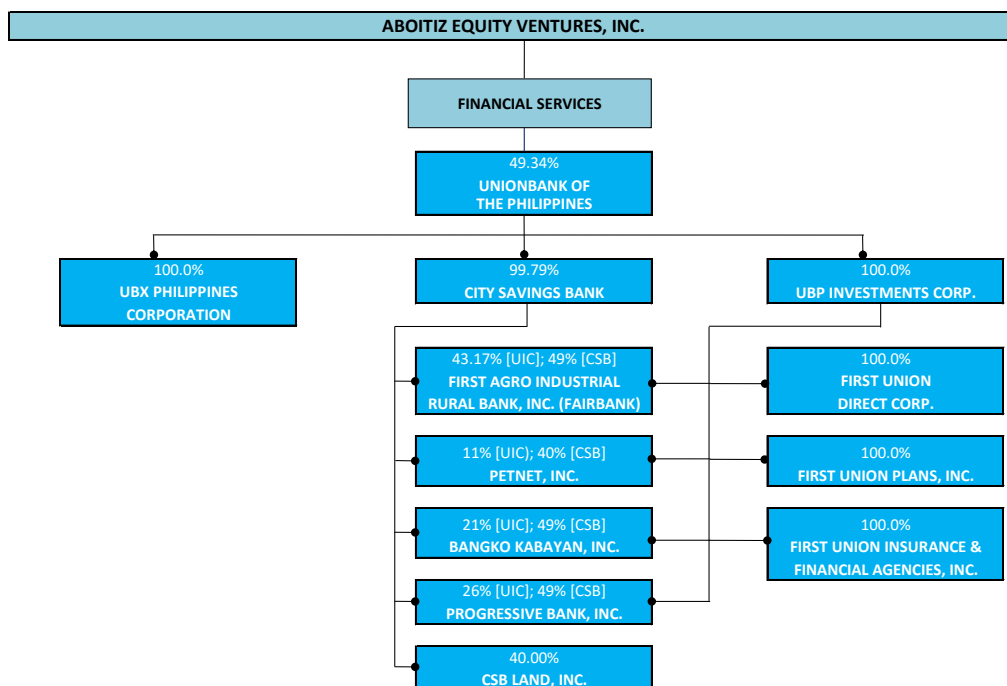 ABOITIZ EQUITY VENTURES, INC.
FINANCIAL SERVICES
49.34%
UNIONBANK OF
THE PHILIPPINES
100.0%
UBX PHILIPPINES
CORPORATION
99.79%
CITY SAVINGS BANK
100.0%
UBP INVESTMENTS CORP.
43.17% [UIC]; 49% [CSB]
FIRST AGRO INDUSTRIAL
RURAL BANK, INC. (FAIRBANK)
100.0%
FIRST UNION
DIRECT CORP.
11% [UIC); 40% [CSB]
PETNET, INC.
100.0%
FIRST UNION PLANS, INC.
21% [UIC]; 49% [CSB]
BANGKO KABAYAN, INC.
100.0%
FIRST UNION INSURANCE &
FINANCIAL AGENCIES, INC.
26% [UIC]; 49% [CSB]
PROGRESSIVE BANK, INC.
40.00%
CSB LAND, INC.